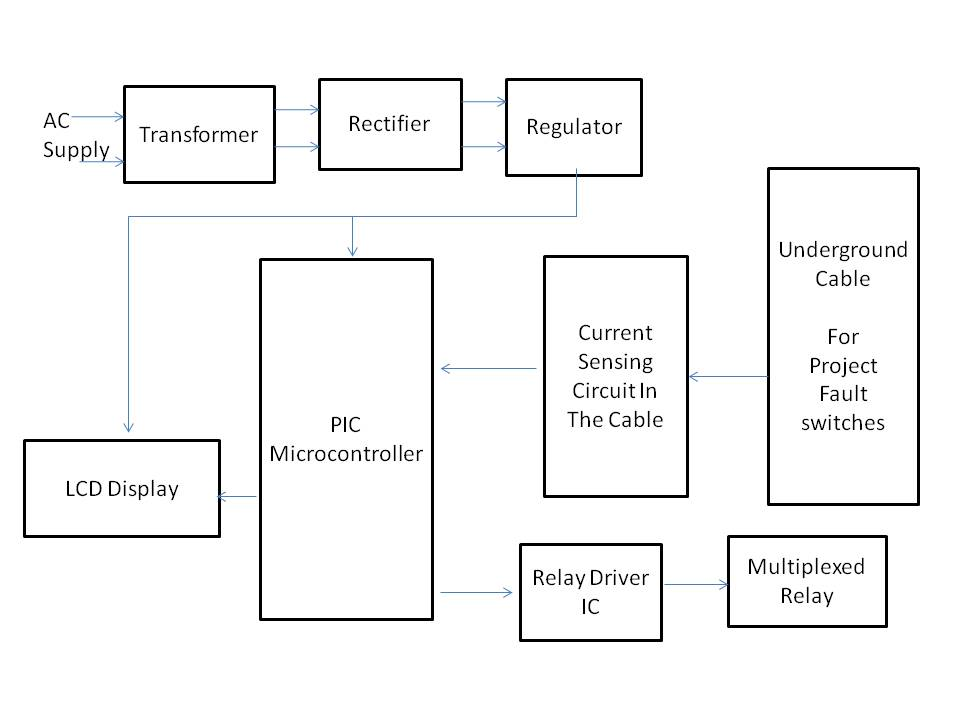 AC
Supply
Transformer
Rectifier
Regulator
Underground
Cable
For
Project
Fault
switches
Current
Sensing
Circuit In
The Cable
PIC
Microcontroller
LCD Display
Relay Driver
IC
Multiplexed
Relay